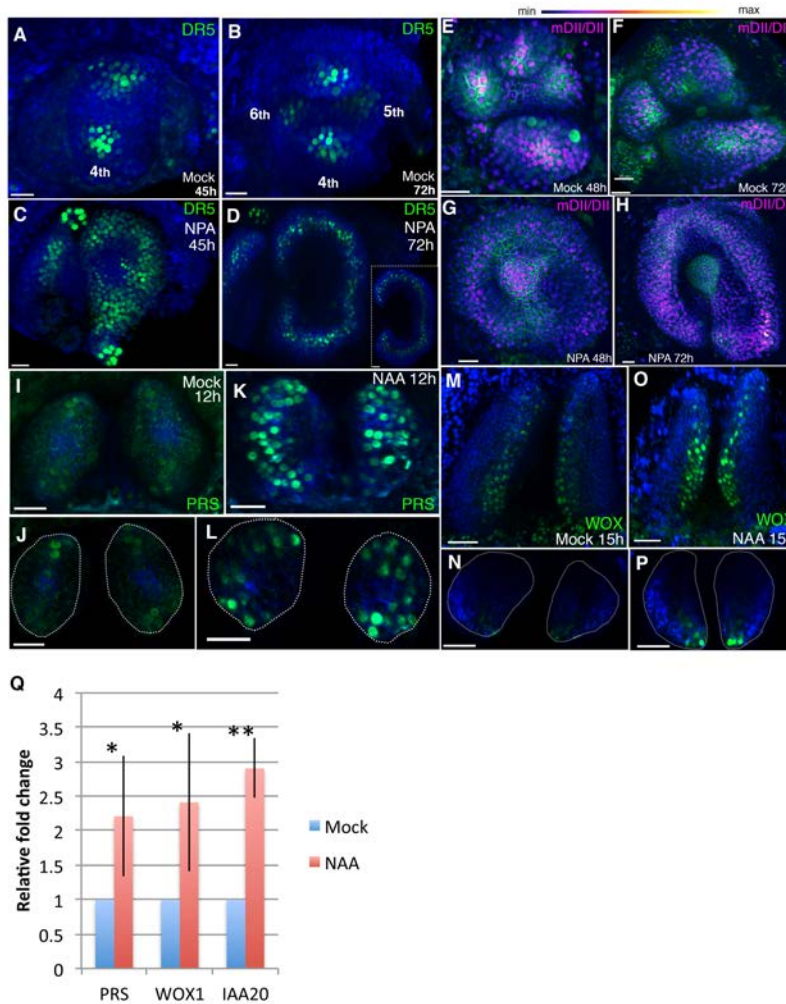 min max
A DR5
4th
Mock
45h
B DR5
6th 5th
4th
Mock
72h
E mDII/DII
Mock 48h
F mDII/DII
Mock 72h
C DR5
NPA
45h
D DR5
NPA
72h
G mDII/DII
NPA 48h
H mDII/DII
NPA 72h
I Mock
12h
PRS
K NAA 12h
PRS
M
WOX
Mock 15h
O
WOX
NAA 15h
J
L
N
P
Q
4
3.5
3
2.5
2
1.5
1
0.5
0
Relative fold change
* * **
PRS WOX1 IAA20
Mock
NAA